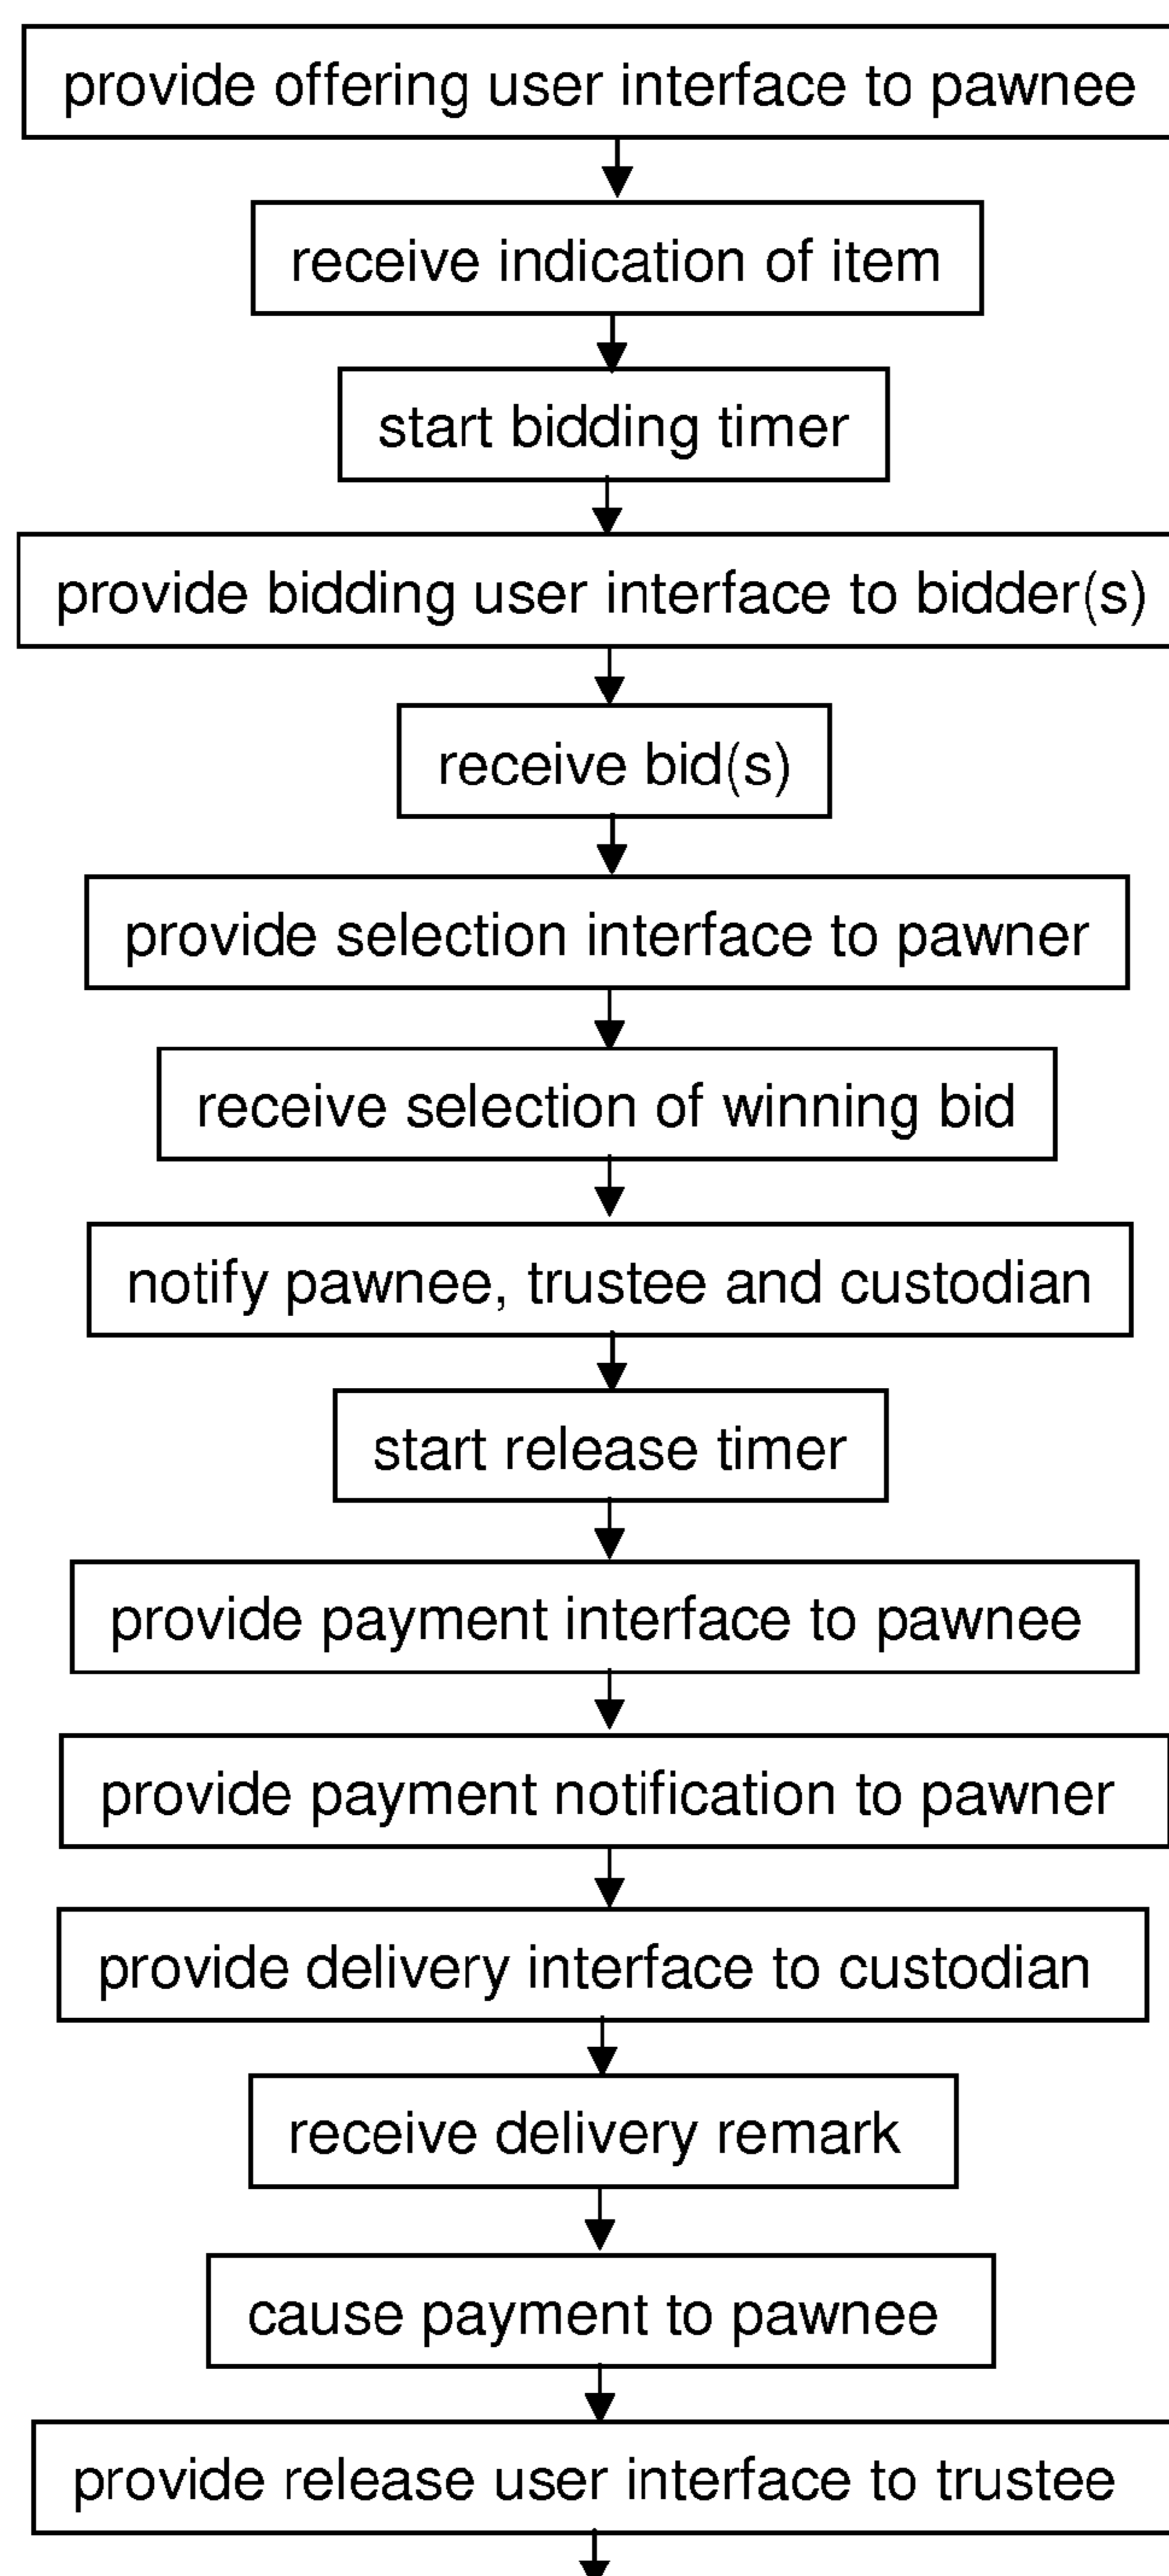 provide offering user interface to pawnee
receive indication of item
start bidding timer
provide bidding user interface to bidder(s)
receive bid(s)
provide selection interface to pawner
receive selection of winning bid
notify pawnee, trustee and custodian
start release timer
provide payment interface to pawnee
provide payment notification to pawner
provide delivery interface to custodian
receive delivery remark
cause payment to pawnee
provide release user interface to trustee